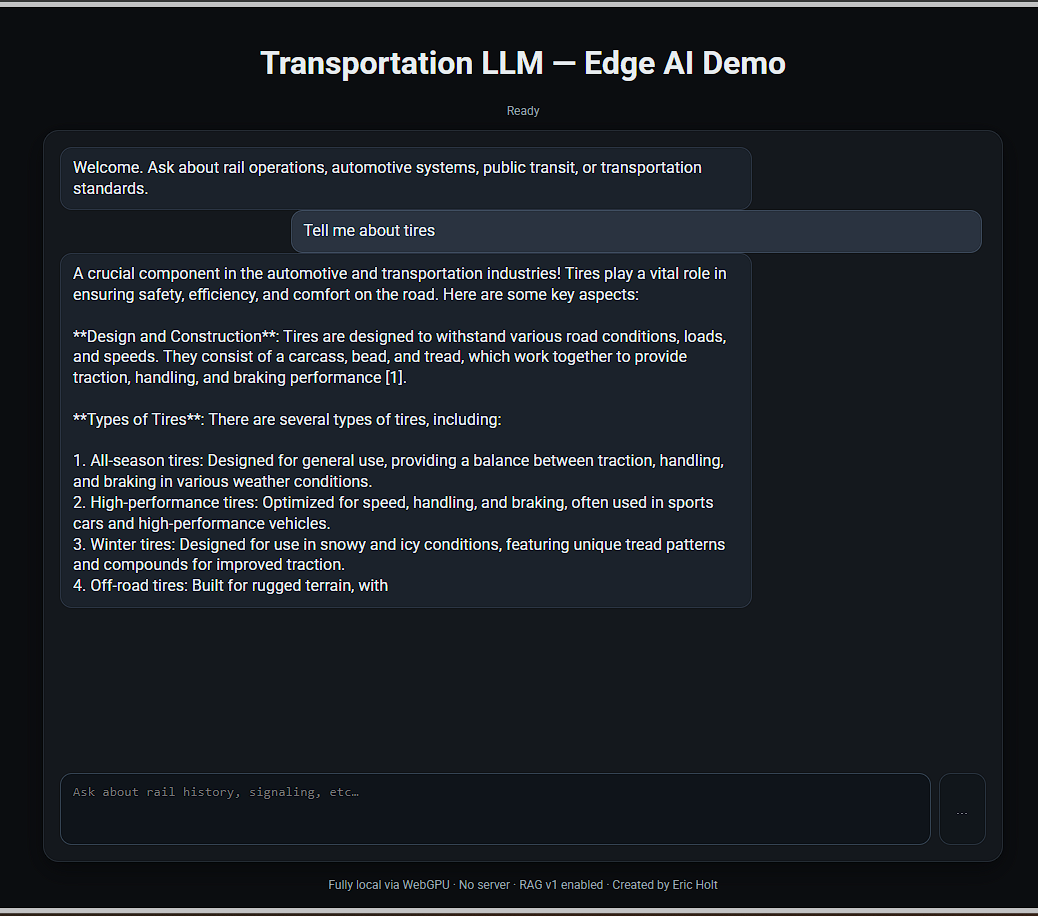 Transportation LLM — Edge AI Demo
Ready
Welcome. Ask about rail operations, automotive systems, public transit, or transportation
standards.
Tell me about tires
A crucial component in the automotive and transportation industries! Tires play a vital role in
ensuring safety, efficiency, and comfort on the road. Here are some key aspects:
**Design and Construction**: Tires are designed to withstand various road conditions, loads,
and speeds. They consist of a carcass, bead, and tread, which work together to provide
traction, handling, and braking performance [1].
**Types of Tires**: There are several types of tires, including:
1. All-season tires: Designed for general use, providing a balance between traction, handling,
and braking in various weather conditions.
2. High-performance tires: Optimized for speed, handling, and braking, often used in sports
cars and high-performance vehicles.
3. Winter tires: Designed for use in snowy and icy conditions, featuring unique tread patterns
and compounds for improved traction.
4. Off-road tires: Built for rugged terrain, with
Ask about rail history, signaling, etc…
...
Fully local via WebGPU · No server · RAG v1 enabled · Created by Eric Holt